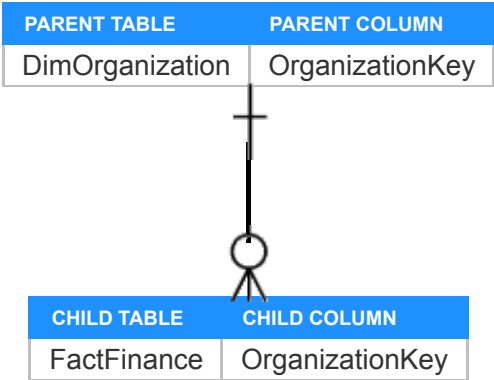 PARENT TABLE PARENT COLUMN
DimOrganization OrganizationKey
CHILD TABLE CHILD COLUMN
FactFinance OrganizationKey